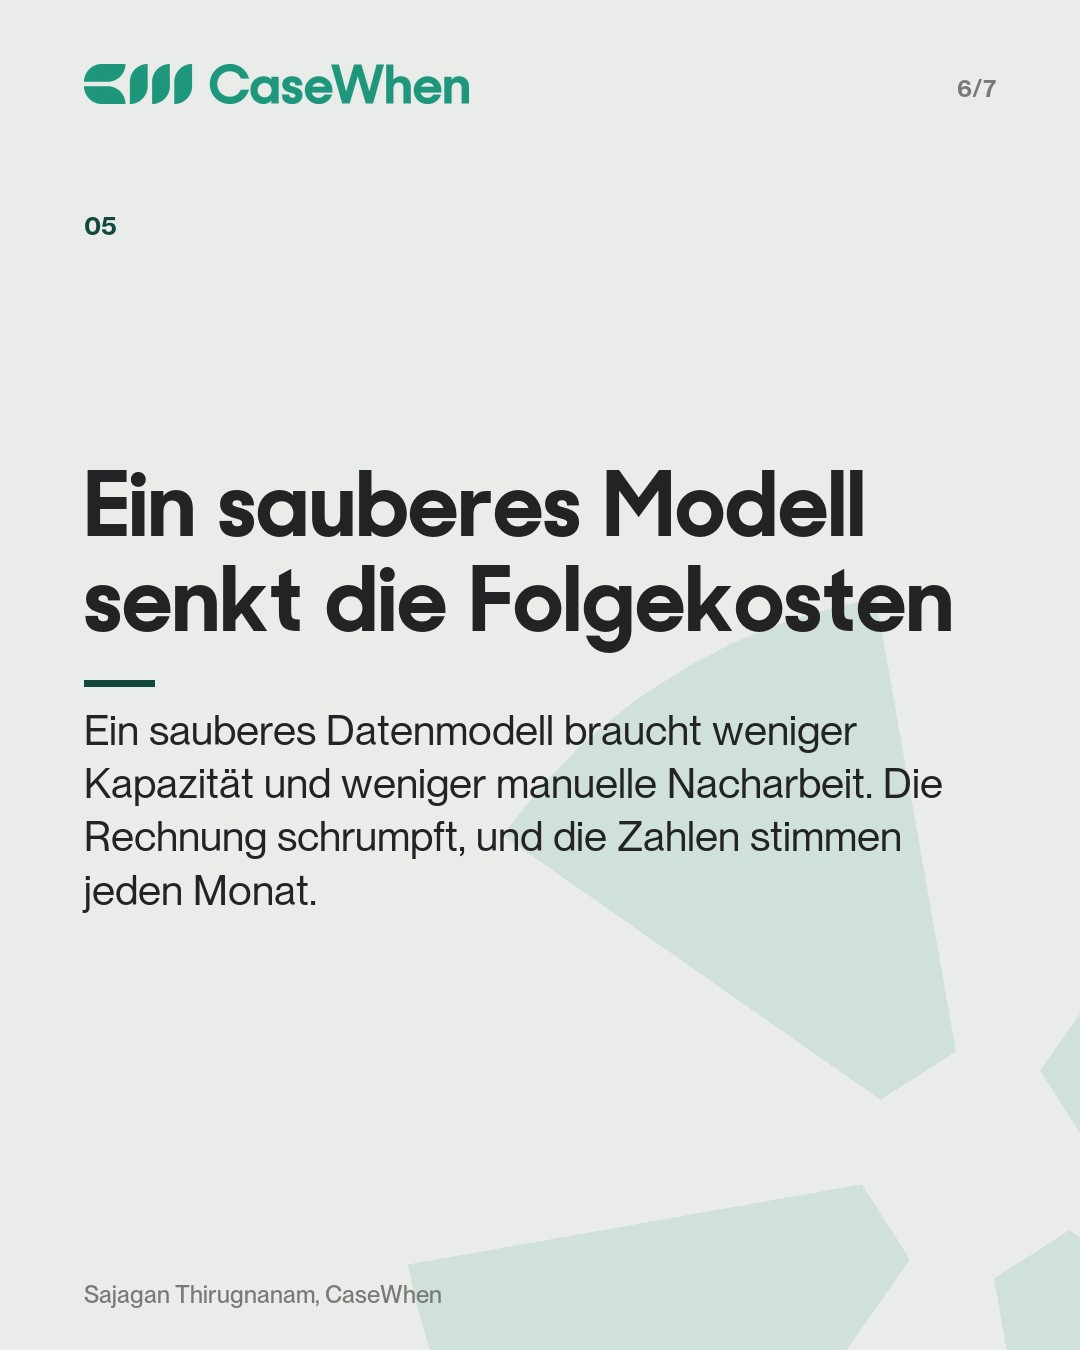 CaseWhen
6/7
05
Ein sauberes Modell
senkt die Folgekosten
Ein sauberes Datenmodell braucht weniger
Kapazität und weniger manuelle Nacharbeit. Die
Rechnung schrumpft, und die Zahlen stimmen
jeden Monat.
Sajagan Thirugnanam, CaseWhen